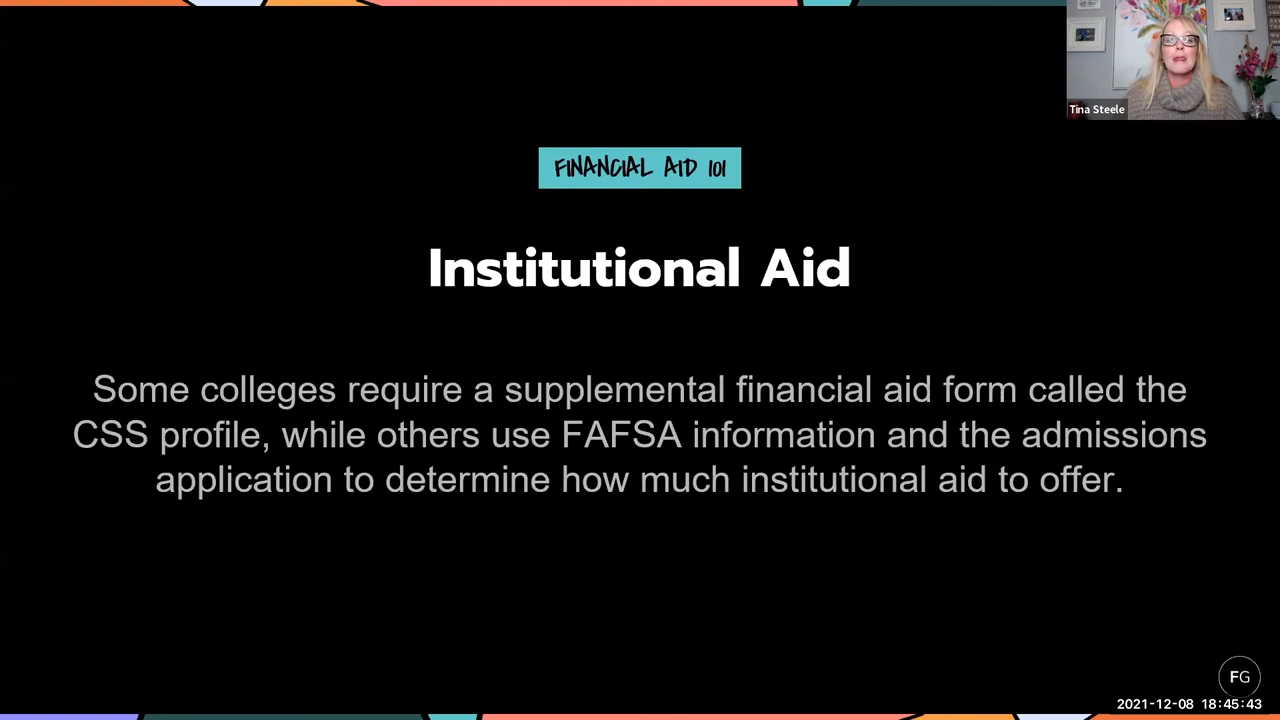 Tina Steele
FINANCIAL AID 101
Institutional Aid
Some colleges require a supplemental financial aid form called the
CSS profile, while others use FAFSA information and the admissions
application to determine how much institutional aid to offer.
FG
2021-12-08 18:45:43